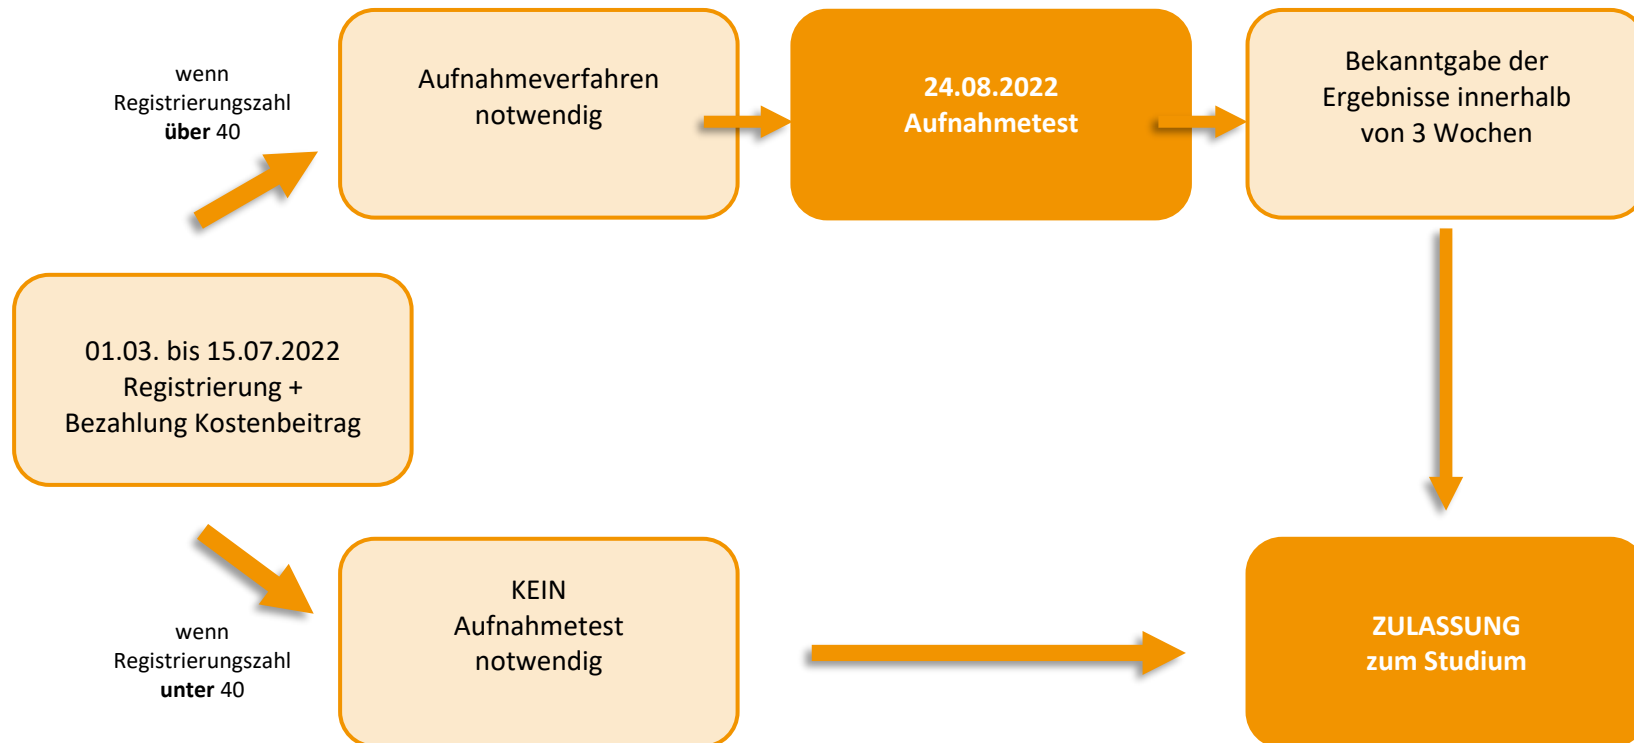 wenn
Registrierungszahl
über 40
Aufnahmeverfahren
notwendig
24.08.2022
Aufnahmetest
Bekanntgabe der
Ergebnisse innerhalb
von 3 Wochen
01.03. bis 15.07.2022
Registrierung +
Bezahlung Kostenbeitrag
wenn
Registrierungszahl
unter 40
KEIN
Aufnahmetest
notwendig
ZULASSUNG
zum Studium